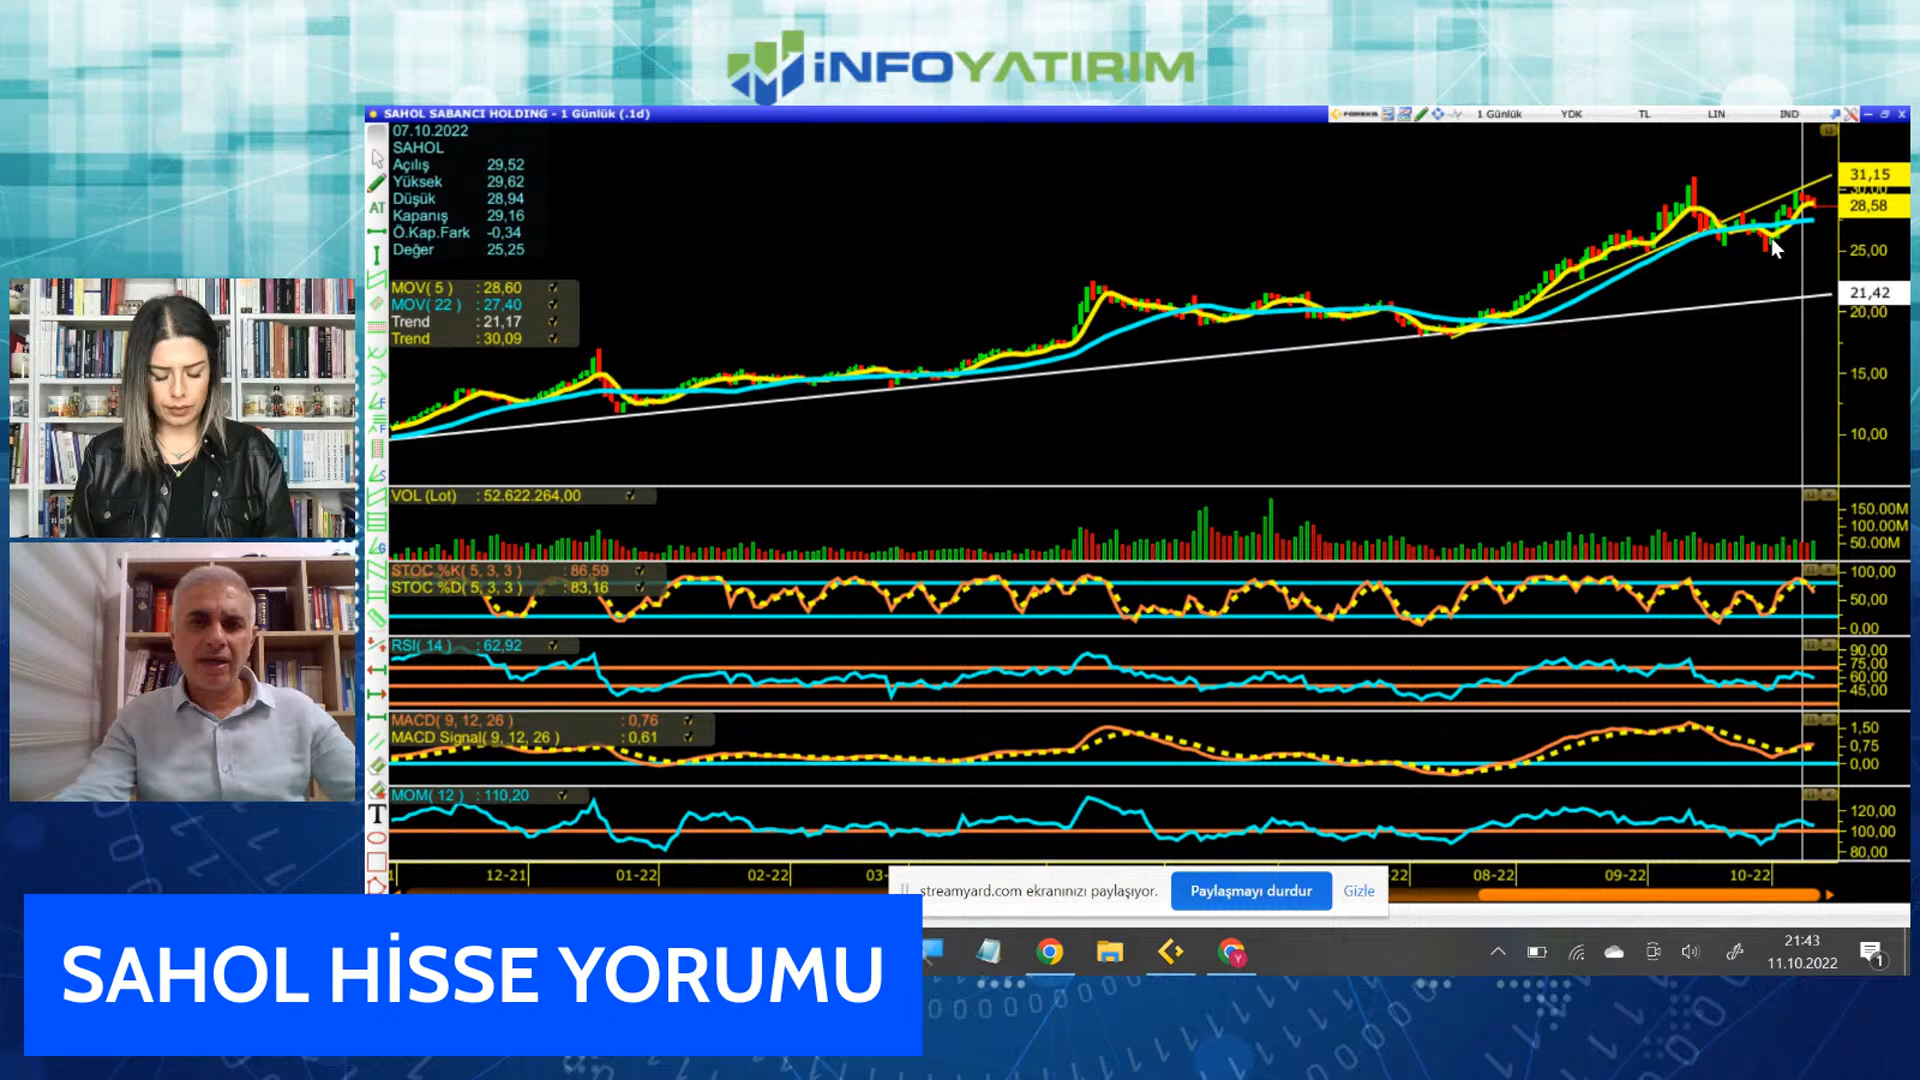 iNFOYATIRIM
SAHOL SABANCI HOLDING - 1 Günlük (.1d)
FOREKS 1 Günlük YDK TL LIN IND
07.10.2022
SAHOL
Açılış 29,52
Yüksek 29,62
Düşük 28,94
Kapanış 29,16
Ö.Kap.Fark -0,34
Değer 25,25
MOV( 5 ) : 28,60
MOV( 22 ) : 27,40
Trend : 21,17
Trend : 30,09
31,15
30,00
28,58
25,00
21,42
20,00
15,00
10,00
AT
VOL (Lot) : 52.622.264,00
150.00M
100.00M
50.00M
STOC %K( 5, 3, 3 ) : 86,59
STOC %D( 5, 3, 3 ) : 83,16
100,00
50,00
0,00
RSI( 14 ) : 62,92
90,00
75,00
60,00
45,00
MACD( 9, 12, 26 ) : 0,76
MACD Signal( 9, 12, 26 ) : 0,61
1,50
0,75
0,00
MOM( 12 ) : 110,20
120,00
100,00
80,00
12-21 01-22 02-22 03- 22 08-22 09-22 10-22
streamyard.com ekranınızı paylaşıyor. Paylaşmayı durdur Gizle
21:43
11.10.2022
1
SAHOL HİSSE YORUMU